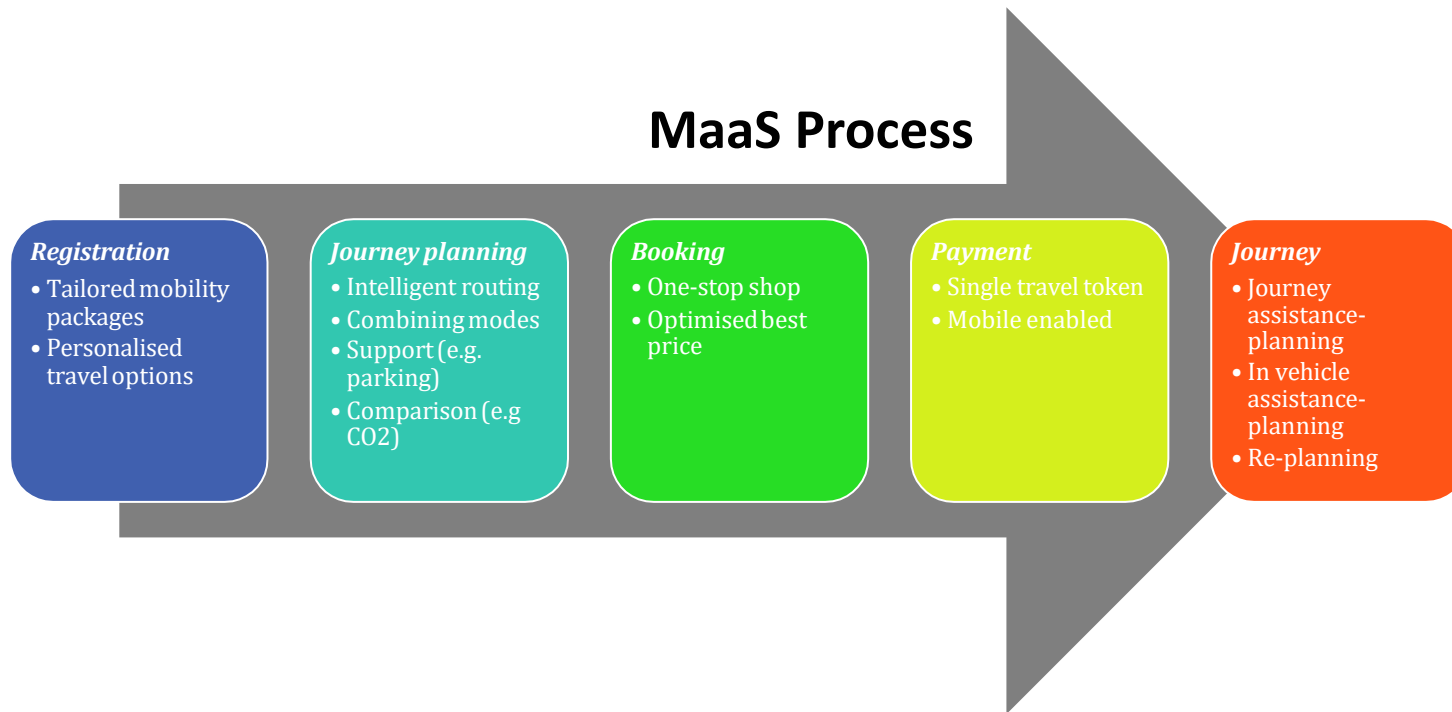 MaaS Process
Registration
• Tailored mobility
packages
• Personalised
travel options
Journey planning
• Intelligent routing
• Combining modes
• Support (e.g.
parking)
• Comparison (e.g
CO2)
Booking
• One-stop shop
• Optimised best
price
Payment
• Single travel token
• Mobile enabled
Journey
• Journey
assistance-
planning
• In vehicle
assistance-
planning
• Re-planning